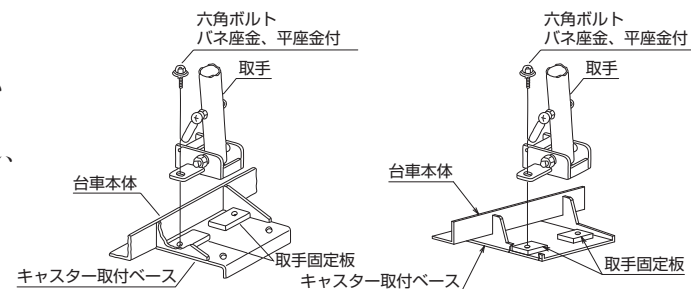 六角ボルト
バネ座金、平座金付
取手
台車本体
取手固定板
キャスター取付ベース
六角ボルト
バネ座金、平座金付
取手
台車本体
取手固定板
キャスター取付ベース
、